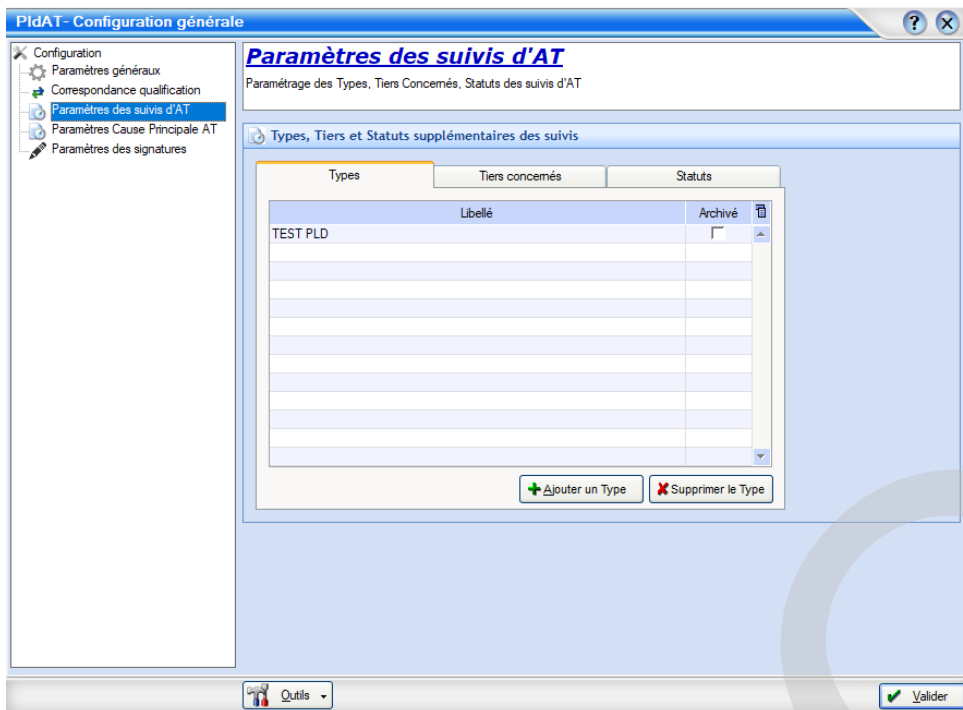 PldAT- Configuration générale
Configuration
Paramètres généraux
Correspondance qualification
Paramètres des suivis d'AT
Paramètres Cause Principale AT
Paramètres des signatures
Paramètres des suivis d'AT
Paramétrage des Types, Tiers Concernés, Statuts des suivis d'AT
Types, Tiers et Statuts supplémentaires des suivis
Types Tiers concernés Statuts
Libellé Archivé
TEST PLD
Ajouter un Type Supprimer le Type
Outils Valider